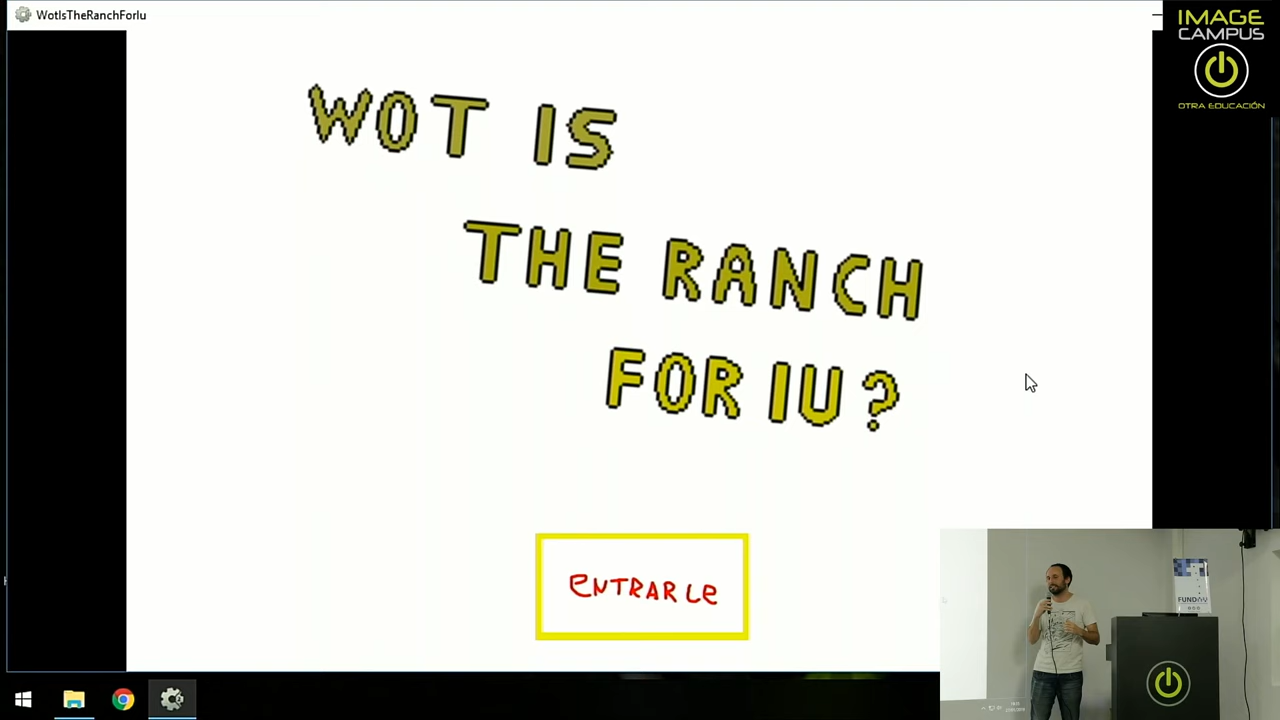 WotIsTheRanchForIu
IMAGE
CAMPUS
OTRA EDUCACIÓN
WOT IS
THE RANCH
FOR IU?
ENTRARLE